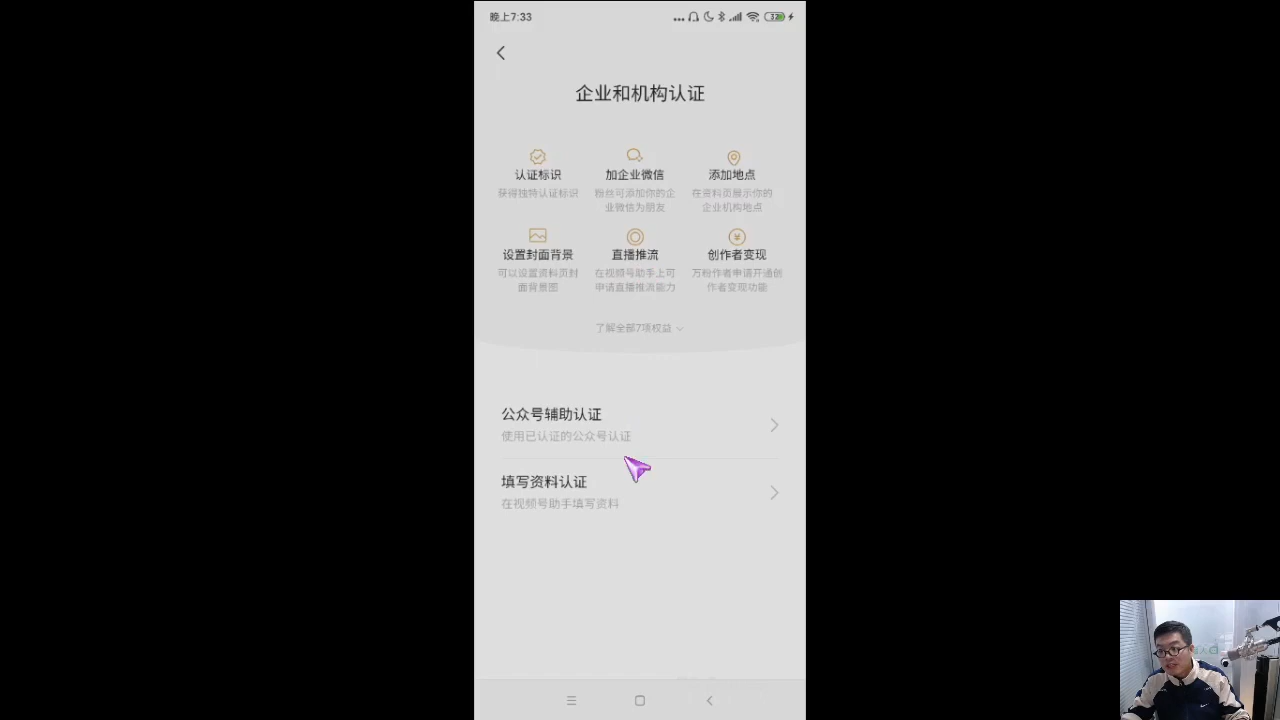 晚上7:33
32
企业和机构认证
认证标识
获得独特认证标识
加企业微信
粉丝可添加你的企
业微信为朋友
添加地点
在资料页展示你的
企业机构地点
设置封面背景
可以设置资料页封
面背景图
直播推流
在视频号助手上可
申请直播推流能力
创作者变现
万粉作者申请开通创
作者变现功能
了解全部7项权益
公众号辅助认证
使用已认证的公众号认证
填写资料认证
在视频号助手填写资料